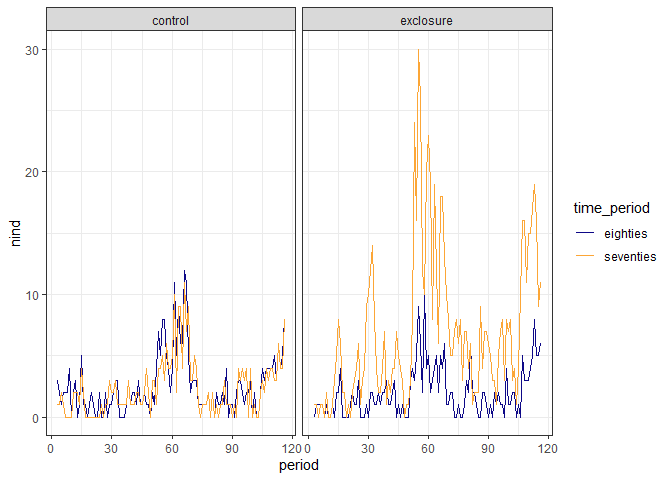 control
exclosure
30
20
10
0
nind
0
30
60
90
120
0
30
60
90
120
period
time_period
eighties
seventies